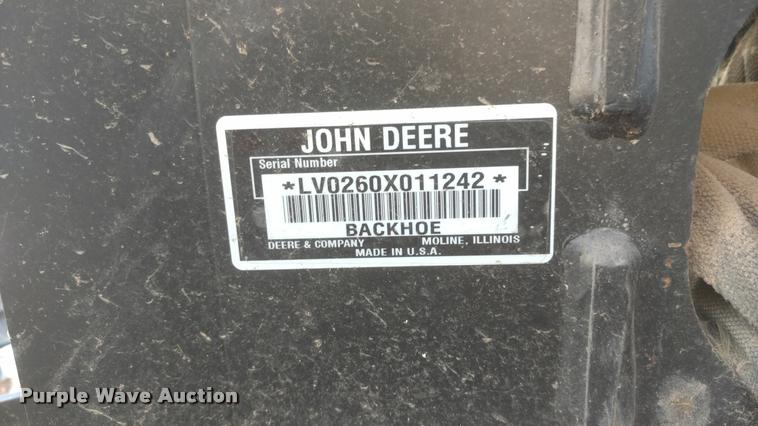 JOHN DEERE
Serial Number
*LV0260X011242*
BACKHOE
DEERE & COMPANY MOLINE, ILLINOIS
MADE IN U.S.A.
Purple Wave Auction®